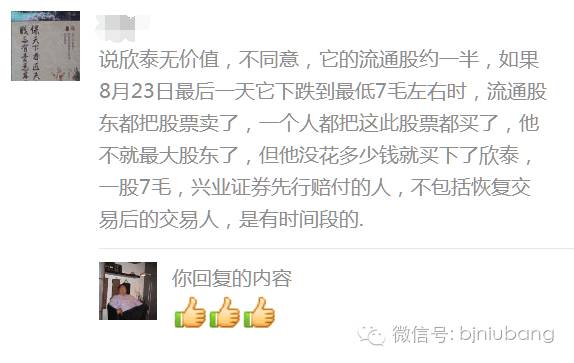 说欣泰无价值，不同意，它的流通股约一半，如果
8月23日最后一天它下跌到最低7毛左右时，流通股
东都把股票卖了，一个人都把这此股票都买了，他
不就最大股东了，但他没花多少钱就买下了欣泰，
一股7毛，兴业证券先行赔付的人，不包括恢复交
易后的交易人，是有时间段的.
你回复的内容
微信号: bjniubang